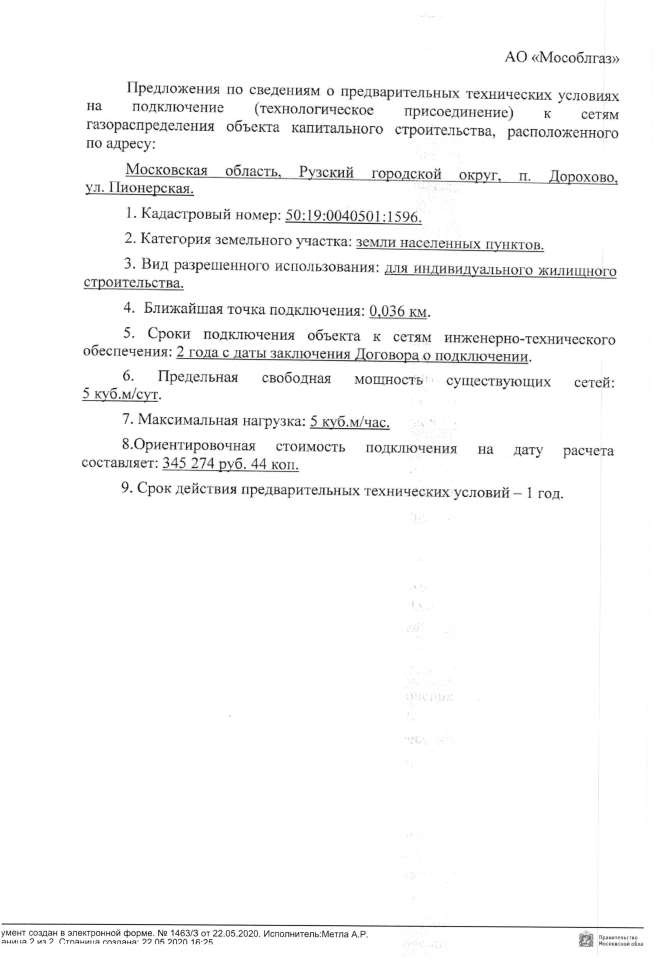 АО «Мособлгаз»
Предложения по сведениям о предварительных технических условиях
на подключение (технологическое присоединение) к сетям
газораспределения объекта капитального строительства, расположенного
по адресу:
Московская область, Рузский городской округ, п. Дорохово,
ул. Пионерская.
1. Кадастровый номер: 50:19:0040501:1596.
2. Категория земельного участка: земли населенных пунктов.
3. Вид разрешенного использования: для индивидуального жилищного
строительства.
4. Ближайшая точка подключения: 0,036 км.
5. Сроки подключения объекта к сетям инженерно-технического
обеспечения: 2 года с даты заключения Договора о подключении.
6. Предельная свободная мощность существующих сетей:
5 куб.м/сут.
7. Максимальная нагрузка: 5 куб.м/час.
8.Ориентировочная стоимость подключения на дату расчета
составляет: 345 274 руб. 44 коп.
9. Срок действия предварительных технических условий – 1 год.
умент создан в электронной форме. № 1463/3 от 22.05.2020. Исполнитель:Метла А.Р.
аница 2 из 2. Страница создана: 22.05.2020 16:25
Правительство
Московской обла